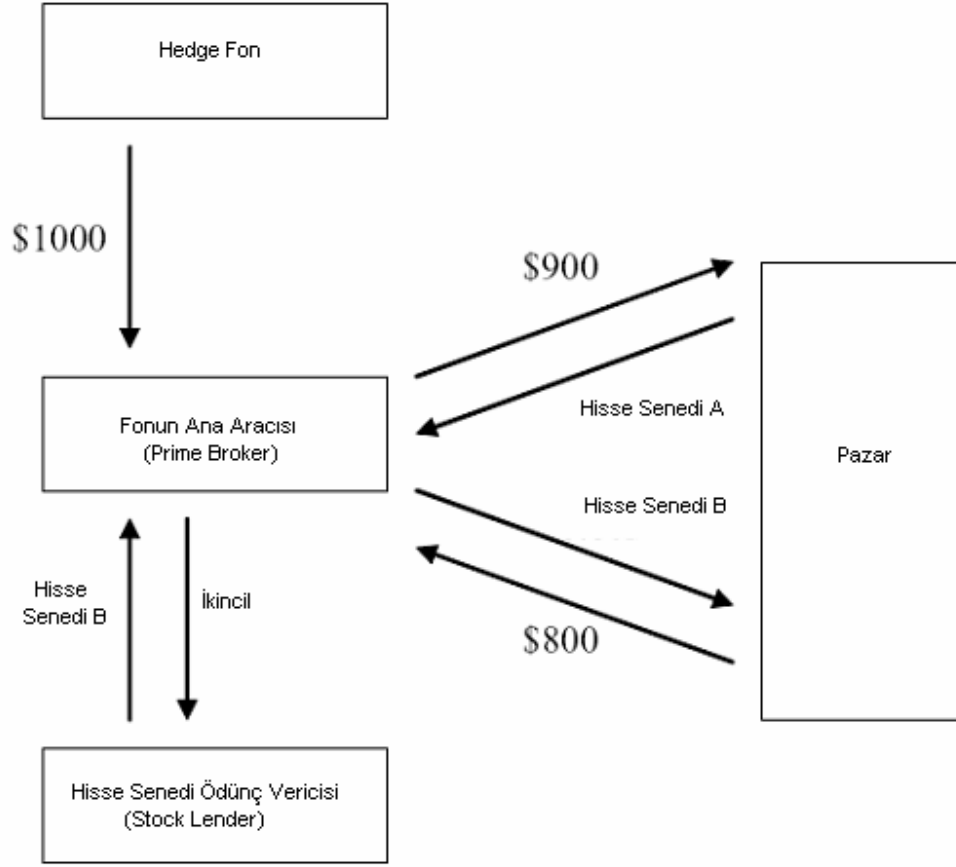 Hedge Fon
$1000
$900
Hisse Senedi A
Fonun Ana Aracısı
(Prime Broker)
Pazar
Hisse Senedi B
Hisse
Senedi B
İkincil
$800
Hisse Senedi Ödünç Vericisi
(Stock Lender)